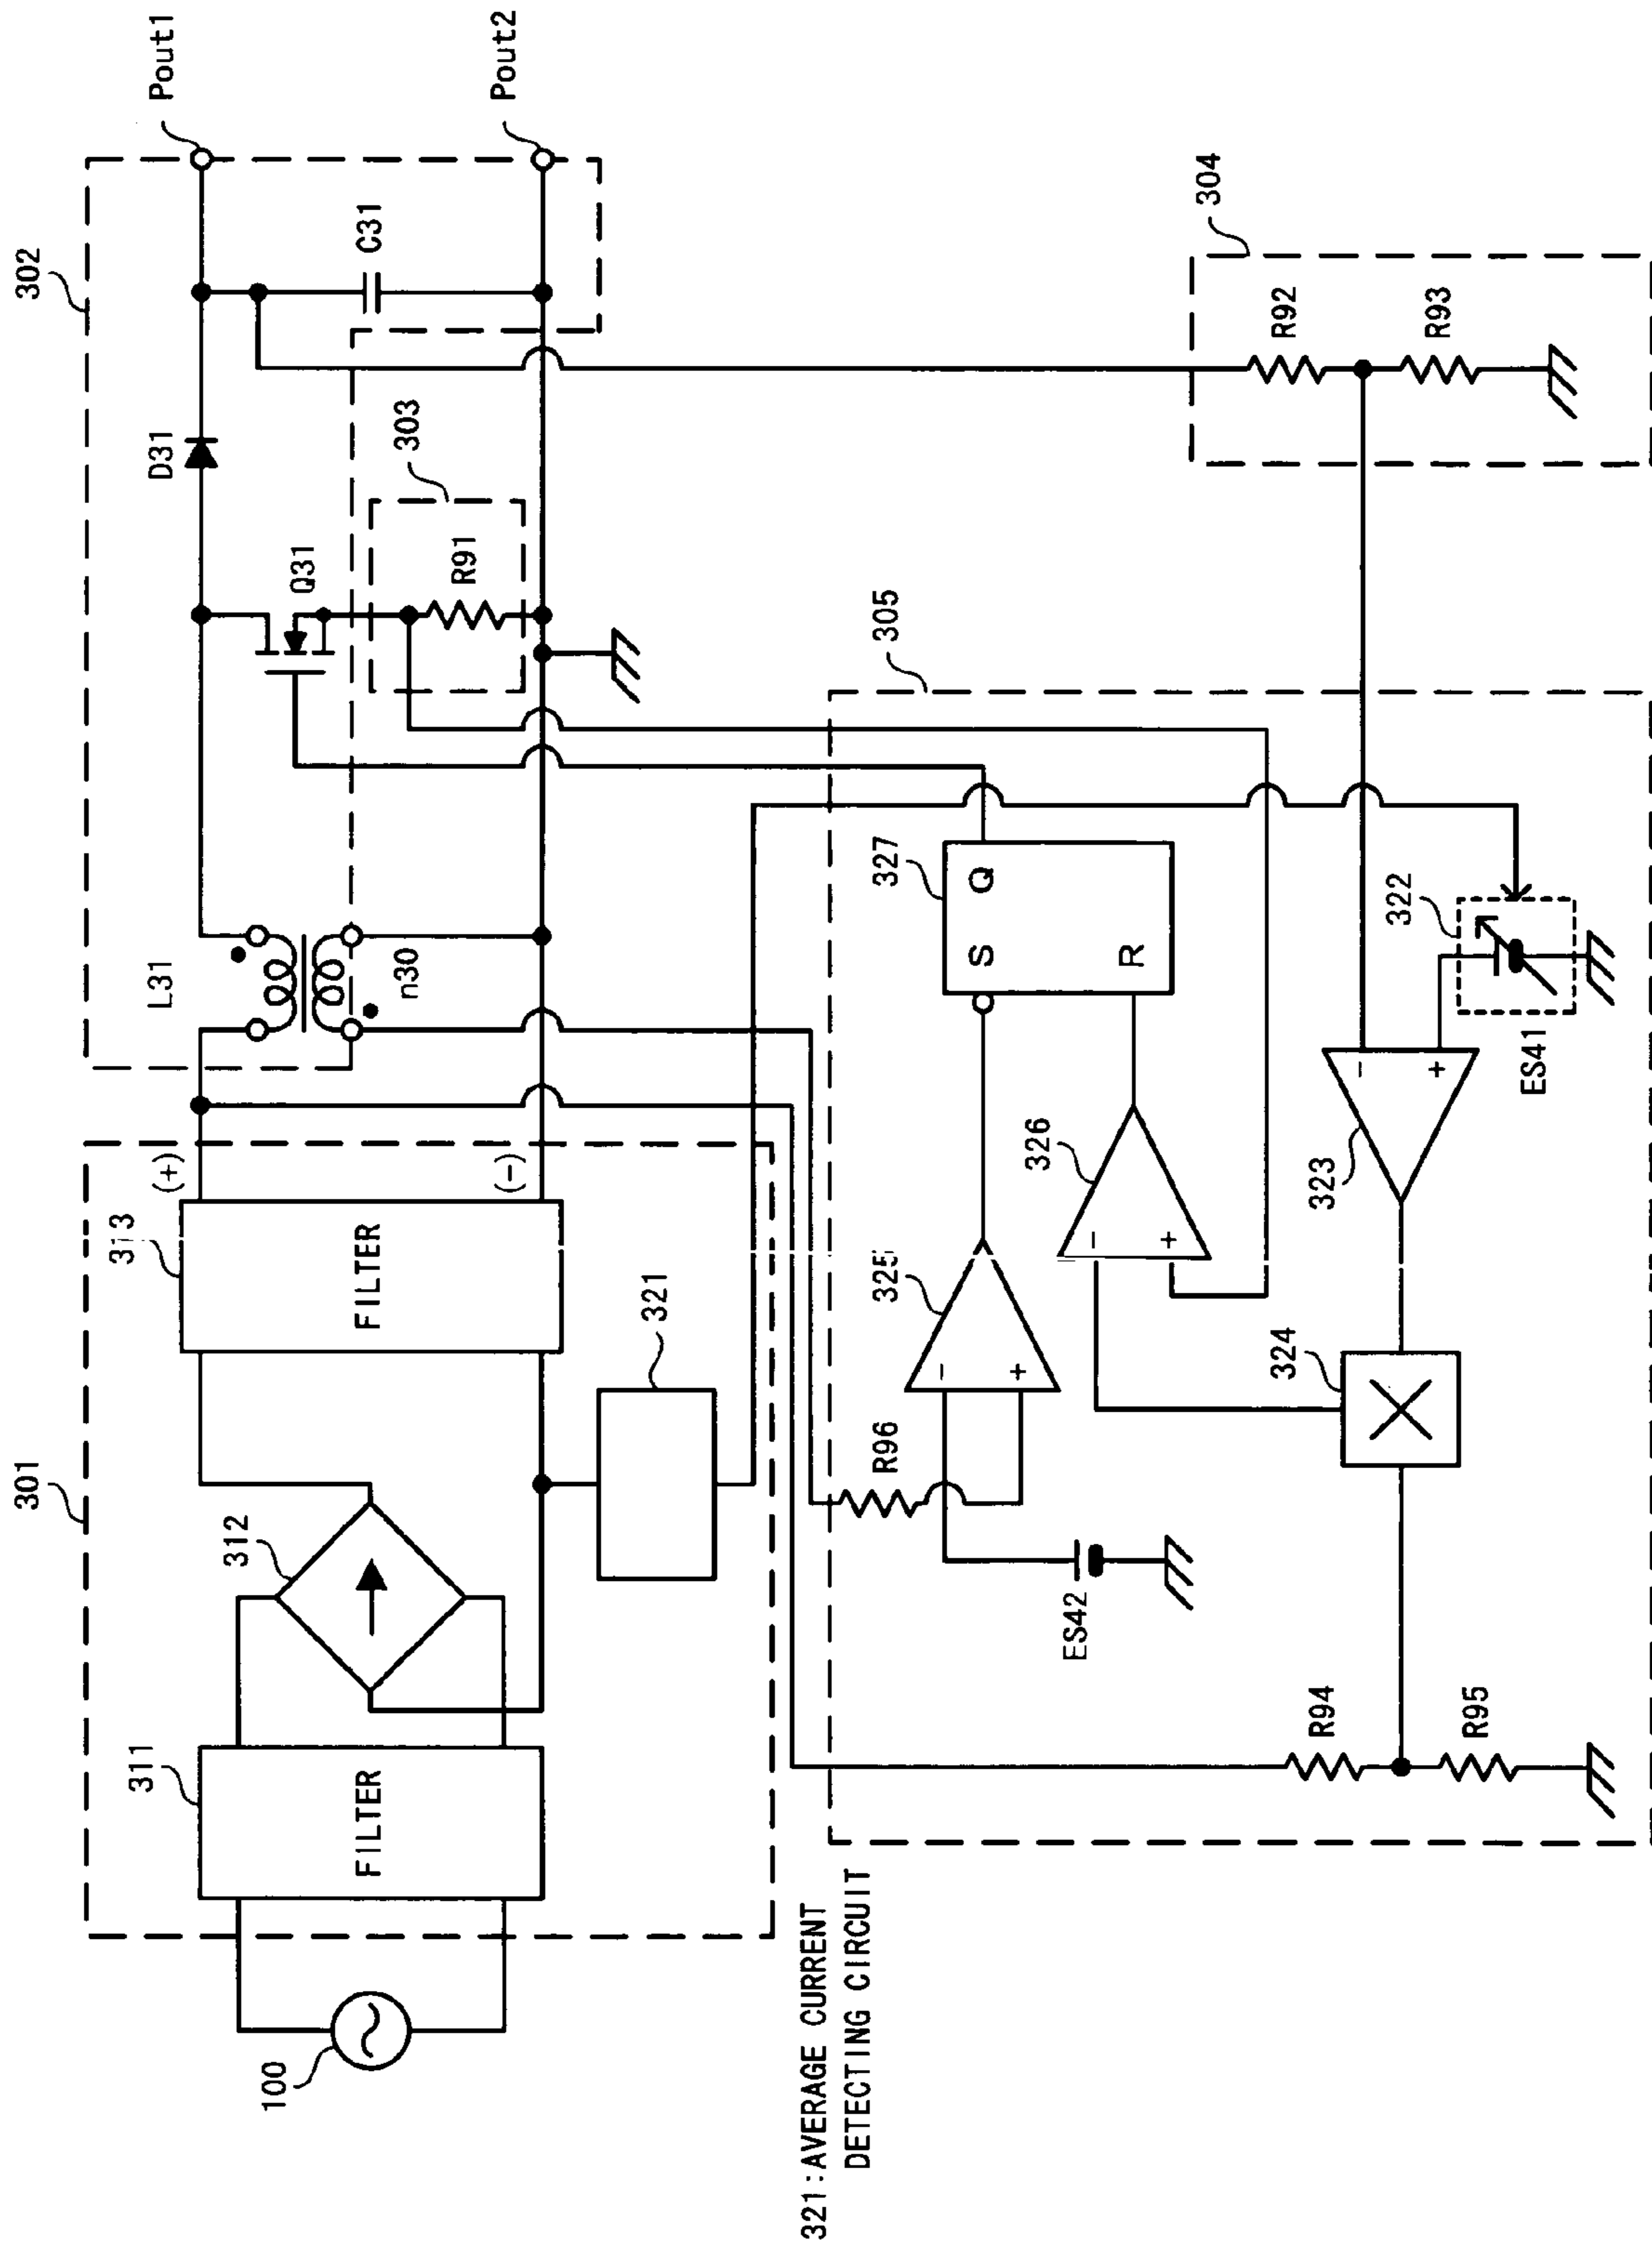 302
Pout1
Pout2
L31
n30
Q31
D31
C31
303
R91
301
100
311
FILTER
312
313
FILTER
(+)
(-)
321
305
304
R92
R93
R96
ES42
325
-
+
326
-
+
327
S
Q
R
R94
R95
324
323
-
+
322
ES41
321:AVERAGE CURRENT
DETECTING CIRCUIT